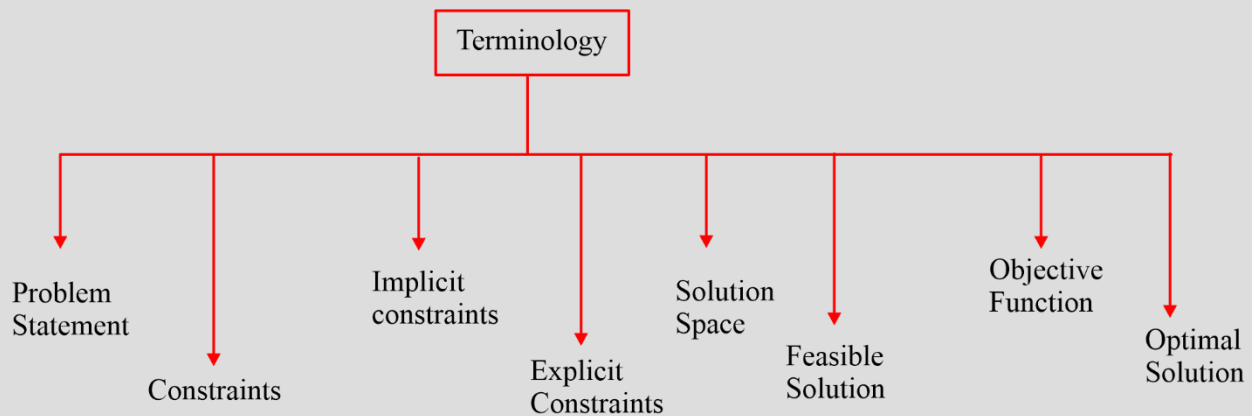 Terminology
Problem
Statement
Constraints
Implicit
constraints
Explicit
Constraints
Solution
Space
Feasible
Solution
Objective
Function
Optimal
Solution